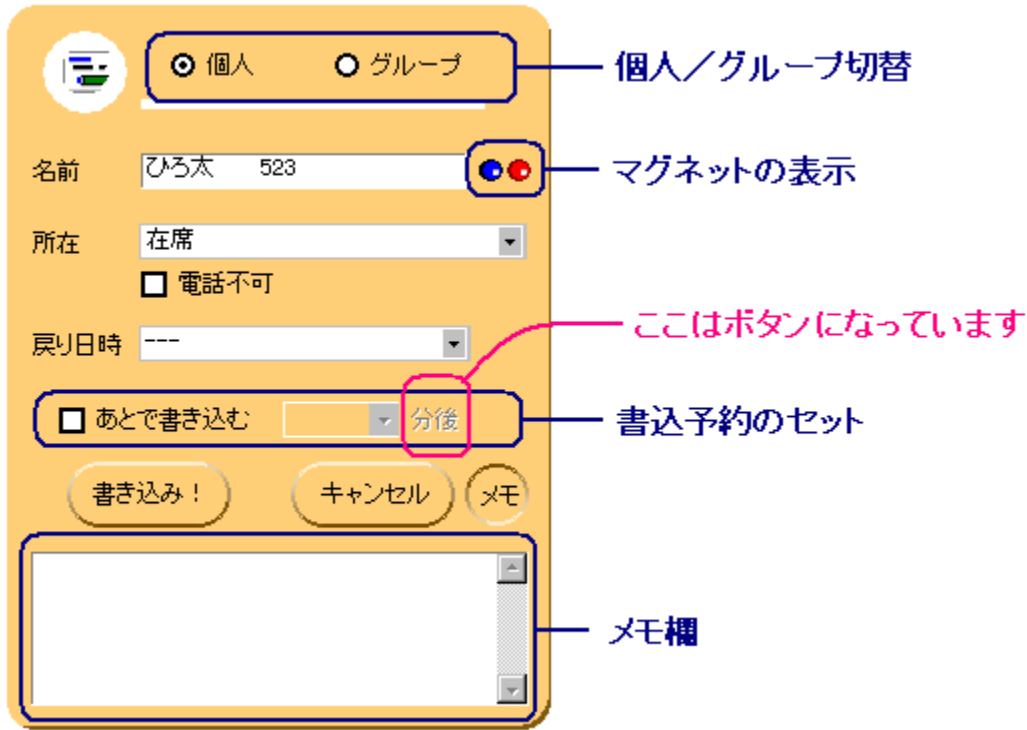 個人 グループ
個人／グループ切替
名前 ひろ太 523
マグネットの表示
所在 在席
電話不可
ここはボタンになっています
戻り日時 ---
あとで書き込む 分後
書込予約のセット
書き込み！ キャンセル メモ
メモ欄